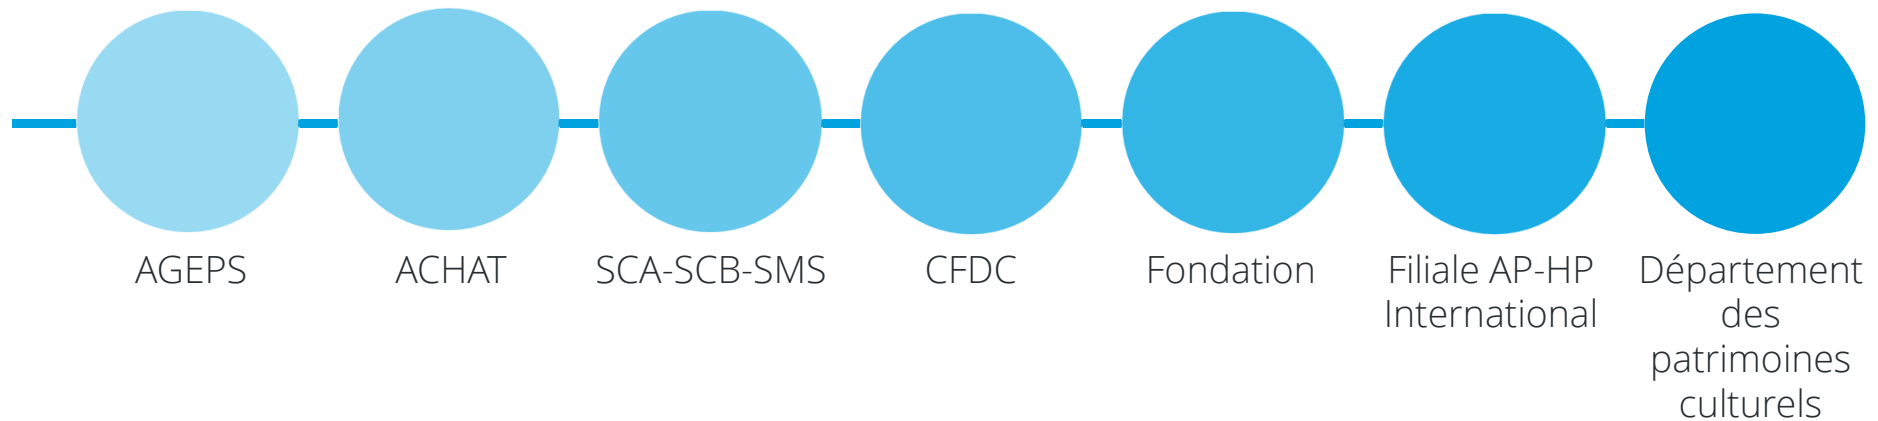 AGEPS
ACHAT
SCA-SCB-SMS
CFDC
Fondation
Filiale AP-HP
International
Département
des
patrimoines
culturels